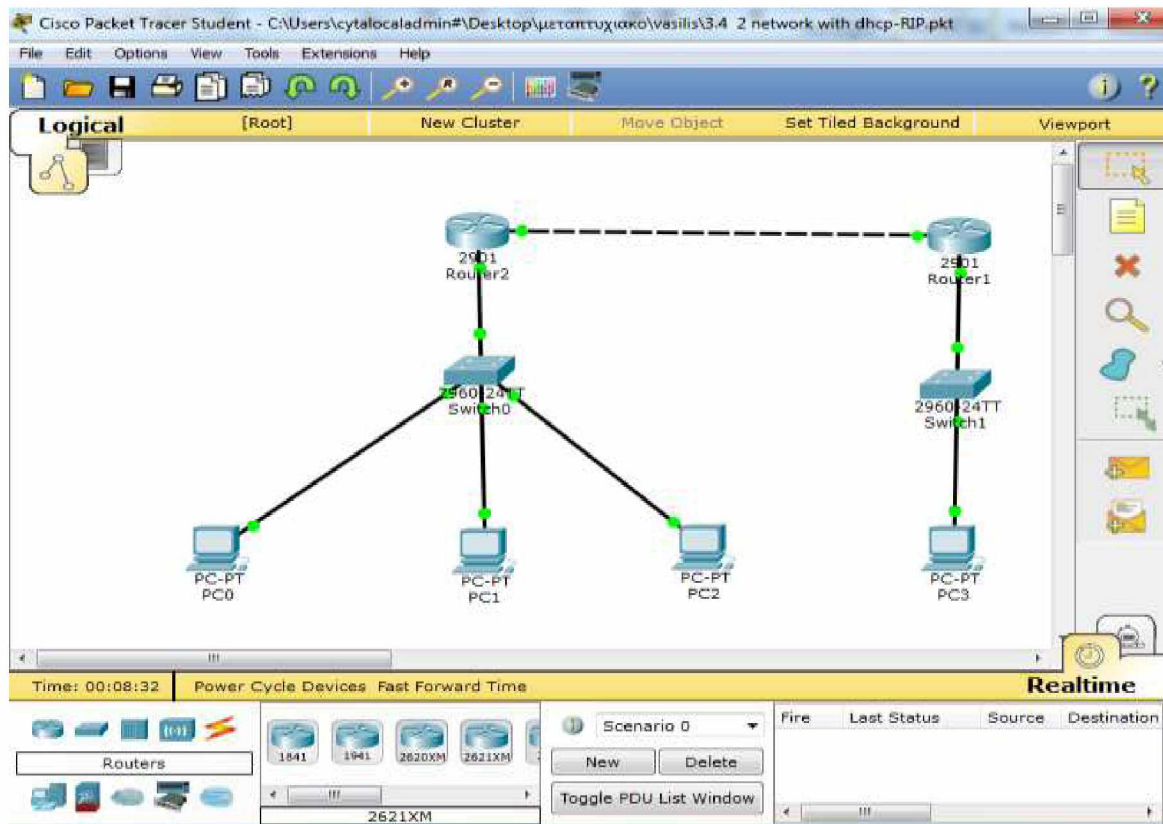 Cisco Packet Tracer Student - C:\Users\cytalocaladmin#\Desktop\μεταπτυχιακο\vasilis\3.4 2 network with dhcp-RIP.pkt
File Edit Options View Tools Extensions Help
Logical [Root] New Cluster Move Object Set Tiled Background Viewport
2901
Router2
2901
Router1
2960-24TT
Switch0
2960-24TT
Switch1
PC-PT
PC0
PC-PT
PC1
PC-PT
PC2
PC-PT
PC3
Time: 00:08:32 Power Cycle Devices Fast Forward Time Realtime
Routers
1841 1941 2620XM 2621XM
2621XM
Scenario 0
New Delete
Toggle PDU List Window
Fire Last Status Source Destination